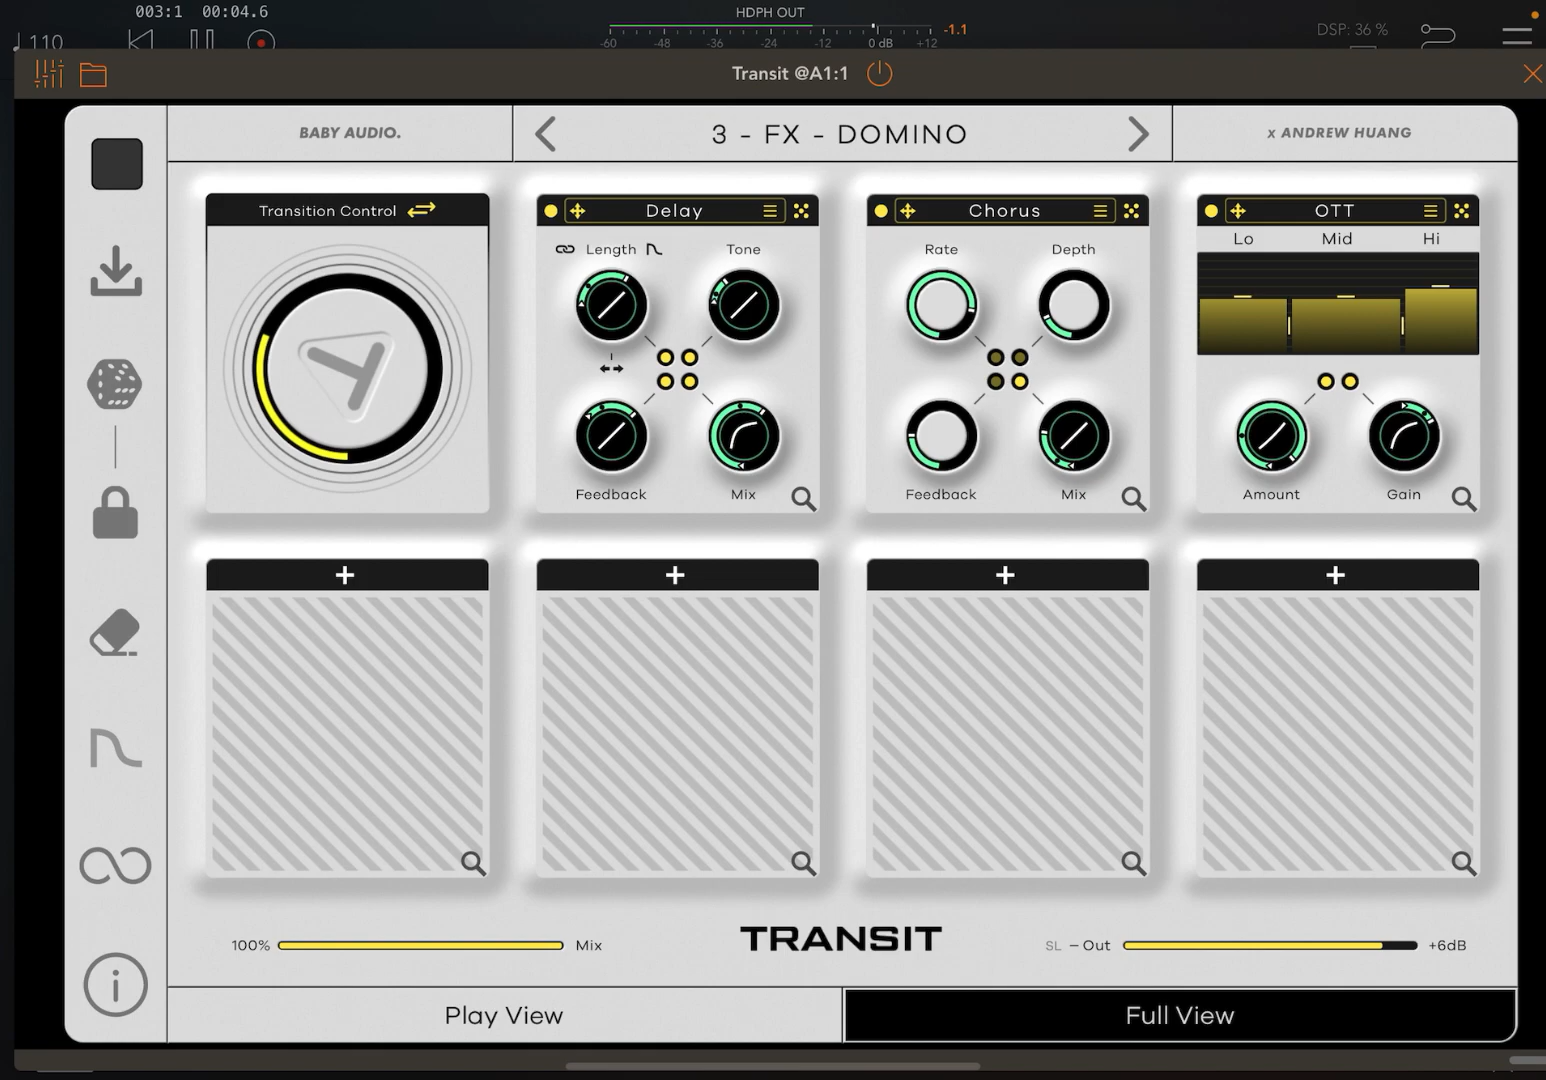 003:1 00:04.6
HDPH OUT
110
-60 -48 -36 -24 -12 0 dB +12
-1.1
DSP: 36 %
Transit @A1:1
BABY AUDIO.
3 - FX - DOMINO
x ANDREW HUANG
Transition Control
Delay
Length
Tone
Feedback
Mix
Chorus
Rate
Depth
Feedback
Mix
OTT
Lo
Mid
Hi
Amount
Gain
100%
Mix
TRANSIT
SL – Out
+6dB
Play View
Full View